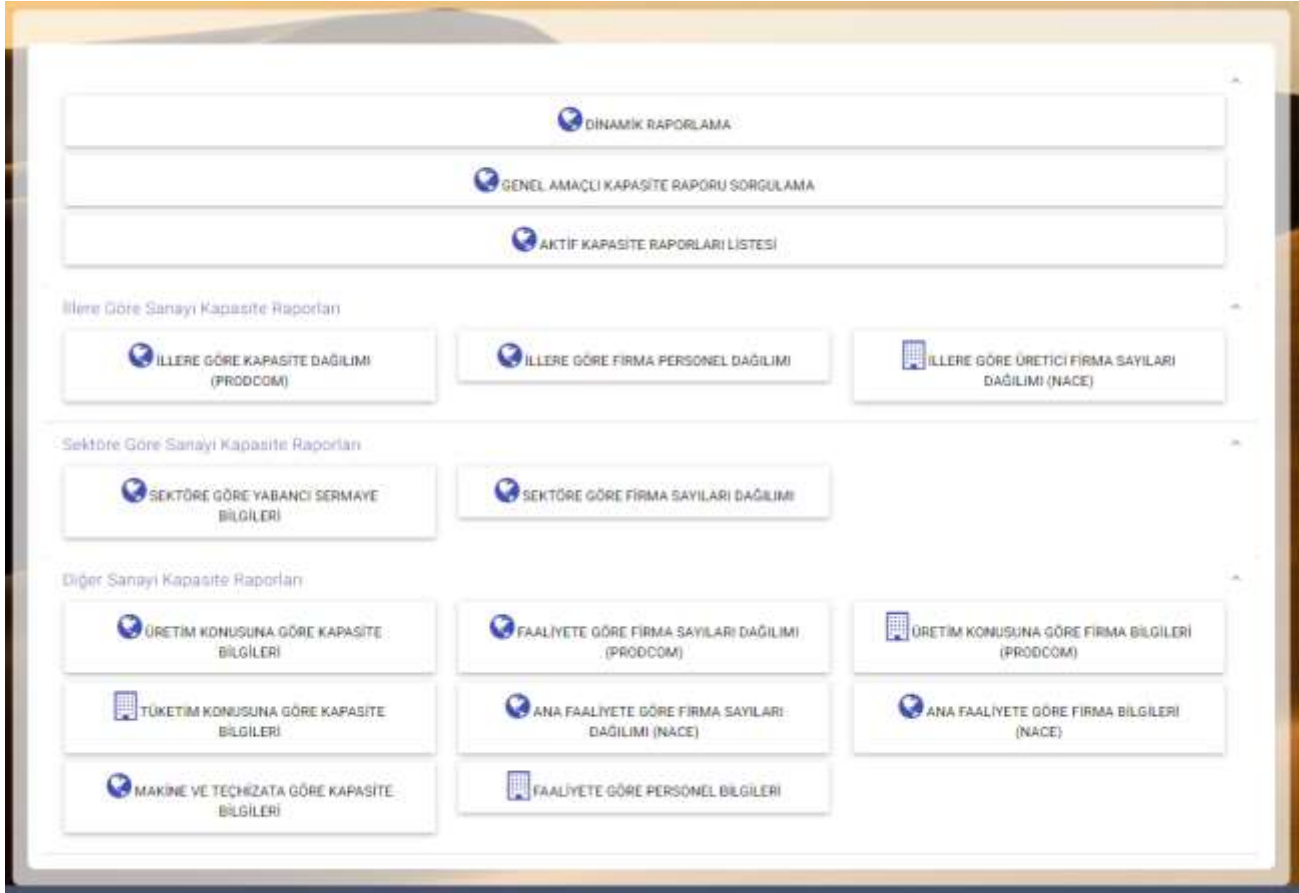 DİNAMİK RAPORLAMA
GENEL AMAÇLI KAPASİTE RAPORU SORGULAMA
AKTİF KAPASİTE RAPORLARI LİSTESİ
İllere Göre Sanayi Kapasite Raporları
İLLERE GÖRE KAPASİTE DAĞILIMI
(PRODCOM)
İLLERE GÖRE FİRMA PERSONEL DAĞILIMI
İLLERE GÖRE ÜRETİCİ FİRMA SAYILARI
DAĞILIMI (NACE)
Sektöre Göre Sanayi Kapasite Raporları
SEKTÖRE GÖRE YABANCI SERMAYE
BİLGİLERİ
SEKTÖRE GÖRE FİRMA SAYILARI DAĞILIMI
Diğer Sanayi Kapasite Raporları
ÜRETİM KONUSUNA GÖRE KAPASİTE
BİLGİLERİ
FAALİYETE GÖRE FİRMA SAYILARI DAĞILIMI
(PRODCOM)
ÜRETİM KONUSUNA GÖRE FİRMA BİLGİLERİ
(PRODCOM)
TÜKETİM KONUSUNA GÖRE KAPASİTE
BİLGİLERİ
ANA FAALİYETE GÖRE FİRMA SAYILARI
DAĞILIMI (NACE)
ANA FAALİYETE GÖRE FİRMA BİLGİLERİ
(NACE)
MAKİNE VE TEÇHİZATA GÖRE KAPASİTE
BİLGİLERİ
FAALİYETE GÖRE PERSONEL BİLGİLERİ